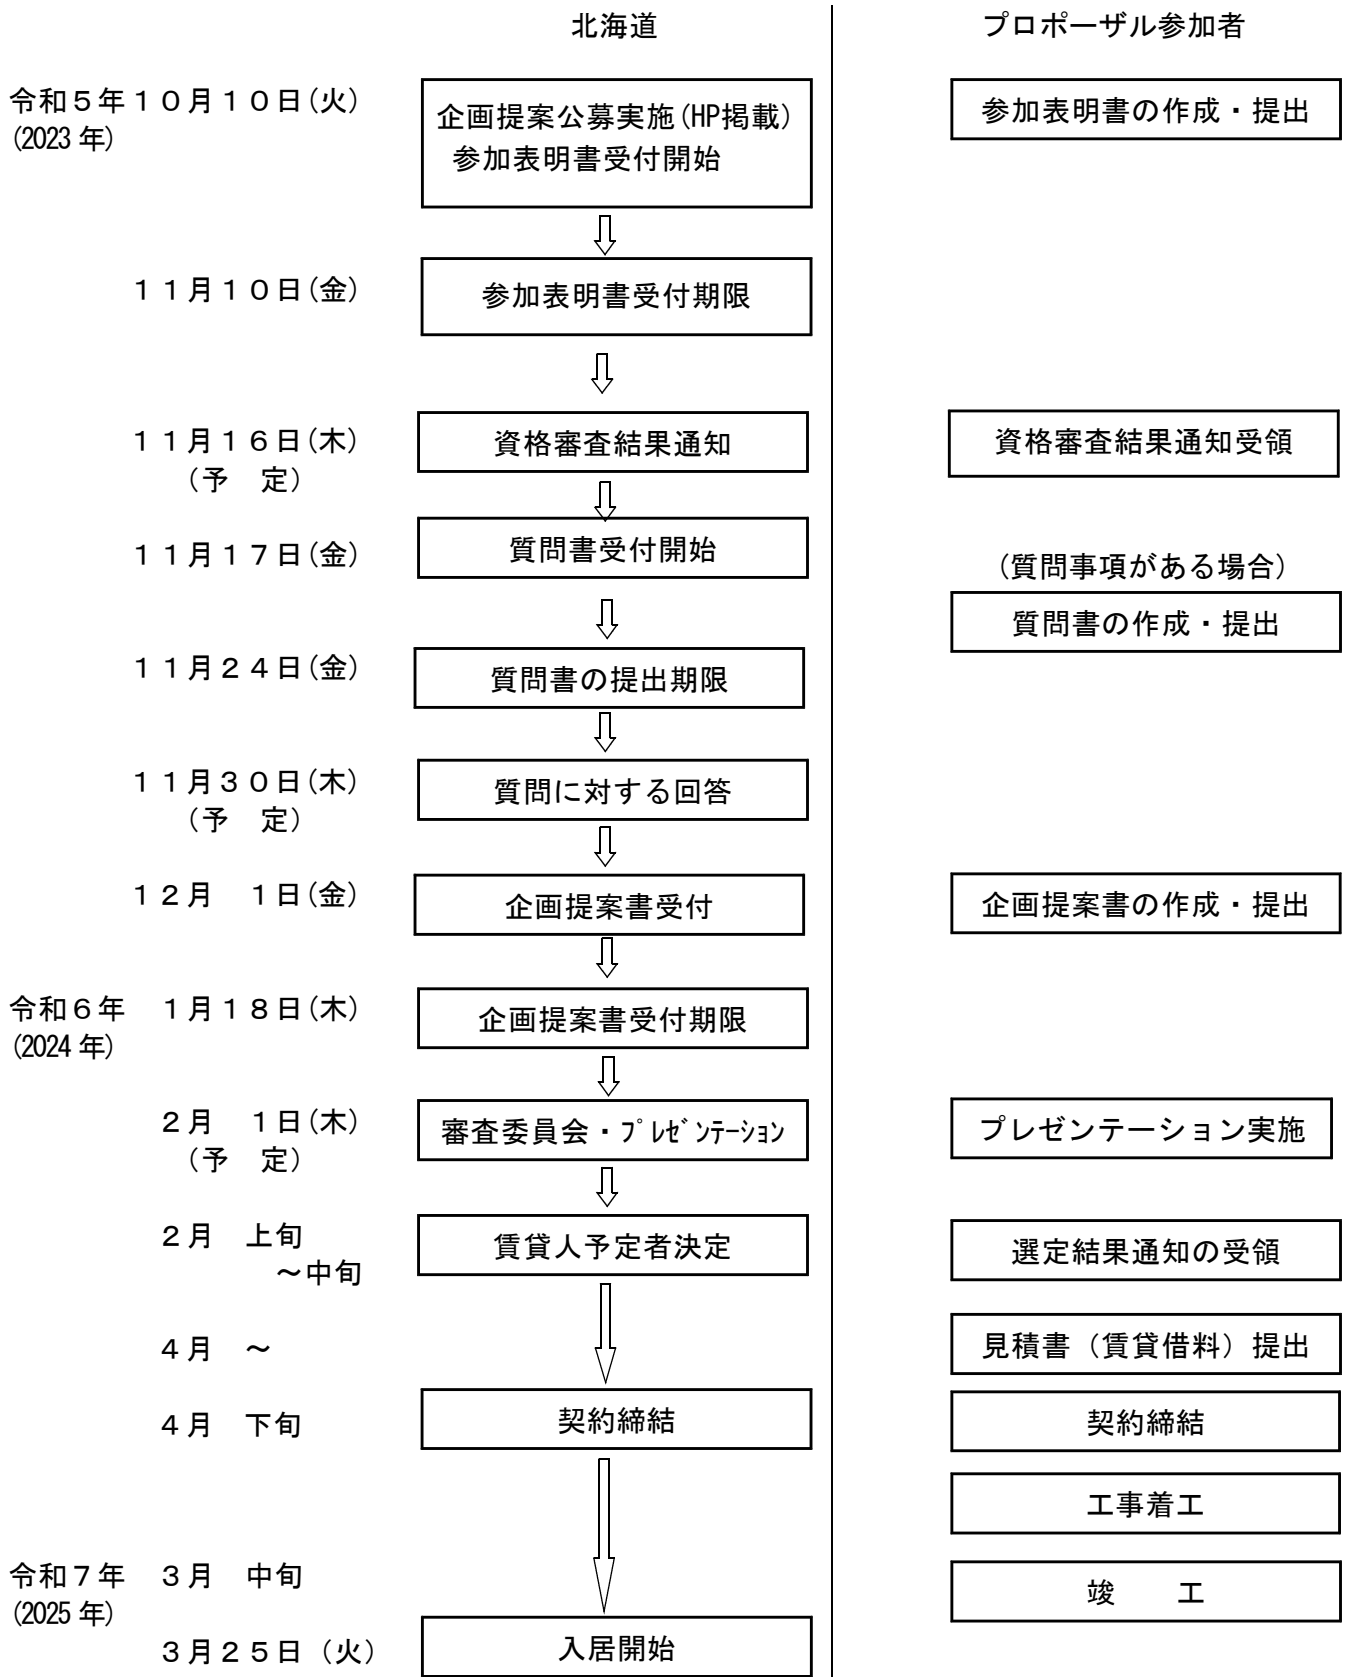 北海道
プロポーザル参加者
令和５年１０月１０日(火)
(2023 年)
企画提案公募実施(HP掲載)
参加表明書受付開始
参加表明書の作成・提出
１１月１０日(金)
参加表明書受付期限
１１月１６日(木)
（予　定）
資格審査結果通知
資格審査結果通知受領
１１月１７日(金)
質問書受付開始
（質問事項がある場合）
質問書の作成・提出
１１月２４日(金)
質問書の提出期限
１１月３０日(木)
（予　定）
質問に対する回答
１２月　１日(金)
企画提案書受付
企画提案書の作成・提出
令和６年　１月１８日(木)
(2024 年)
企画提案書受付期限
２月　１日(木)
（予　定）
審査委員会・ﾌﾟﾚｾﾞﾝﾃｰｼｮﾝ
プレゼンテーション実施
２月　上旬
～中旬
賃貸人予定者決定
選定結果通知の受領
４月　～
見積書（賃貸借料）提出
４月　下旬
契約締結
契約締結
工事着工
令和７年　３月　中旬
(2025 年)
竣　　工
３月２５日（火）
入居開始